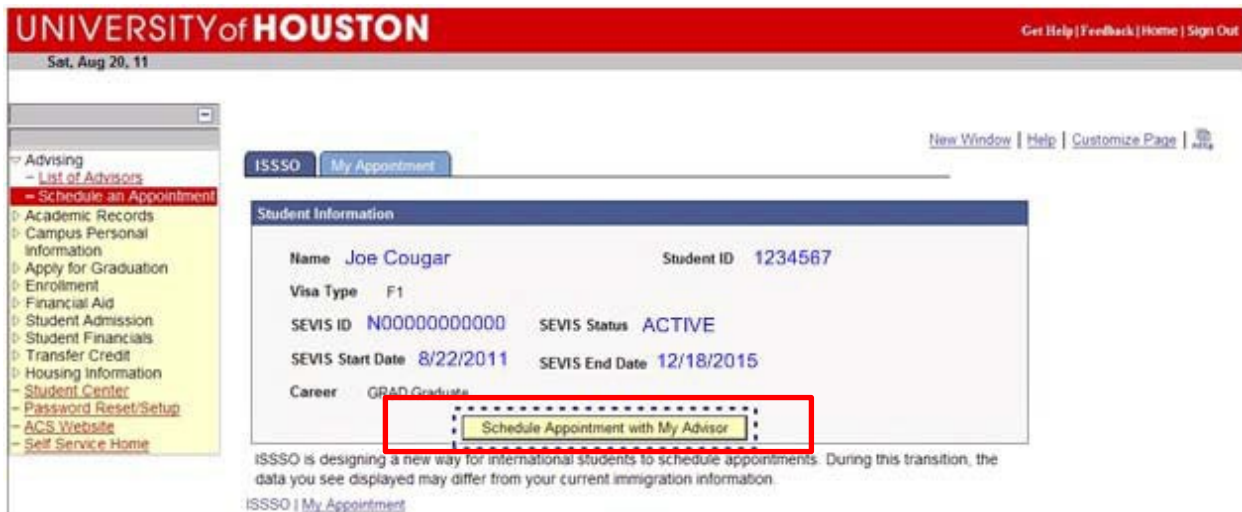 UNIVERSITY of HOUSTON
Get Help | Feedback | Home | Sign Out
Sat, Aug 20, 11
New Window | Help | Customize Page |
Advising
– List of Advisors
– Schedule an Appointment
Academic Records
Campus Personal
Information
Apply for Graduation
Enrollment
Financial Aid
Student Admission
Student Financials
Transfer Credit
Housing Information
– Student Center
– Password Reset/Setup
– ACS Website
– Self Service Home
ISSSO My Appointment
Student Information
Name Joe Cougar Student ID 1234567
Visa Type F1
SEVIS ID N00000000000 SEVIS Status ACTIVE
SEVIS Start Date 8/22/2011 SEVIS End Date 12/18/2015
Career GRAD Graduate
Schedule Appointment with My Advisor
ISSSO is designing a new way for international students to schedule appointments. During this transition, the
data you see displayed may differ from your current immigration information.
ISSSO | My Appointment